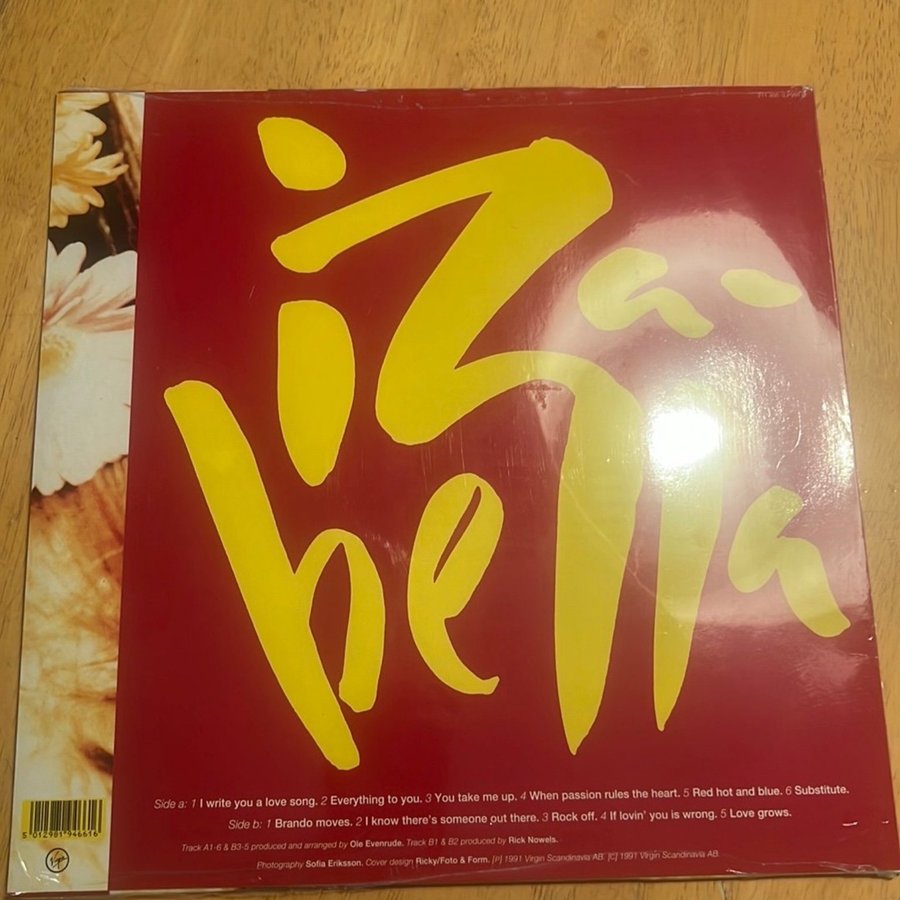 iza-
bella
Side a: 1 I write you a love song. 2 Everything to you. 3 You take me up. 4 When passion rules the heart. 5 Red hot and blue. 6 Substitute.
Side b: 1 Brando moves. 2 I know there's someone out there. 3 Rock off. 4 If lovin' you is wrong. 5 Love grows.
Track A1-6 & B3-5 produced and arranged by Ole Evenrude. Track B1 & B2 produced by Rick Nowels.
Photography Sofia Eriksson. Cover design Ricky/Foto & Form. [P] 1991 Virgin Scandinavia AB. [C] 1991 Virgin Scandinavia AB.
5 012981 946616
Virgin